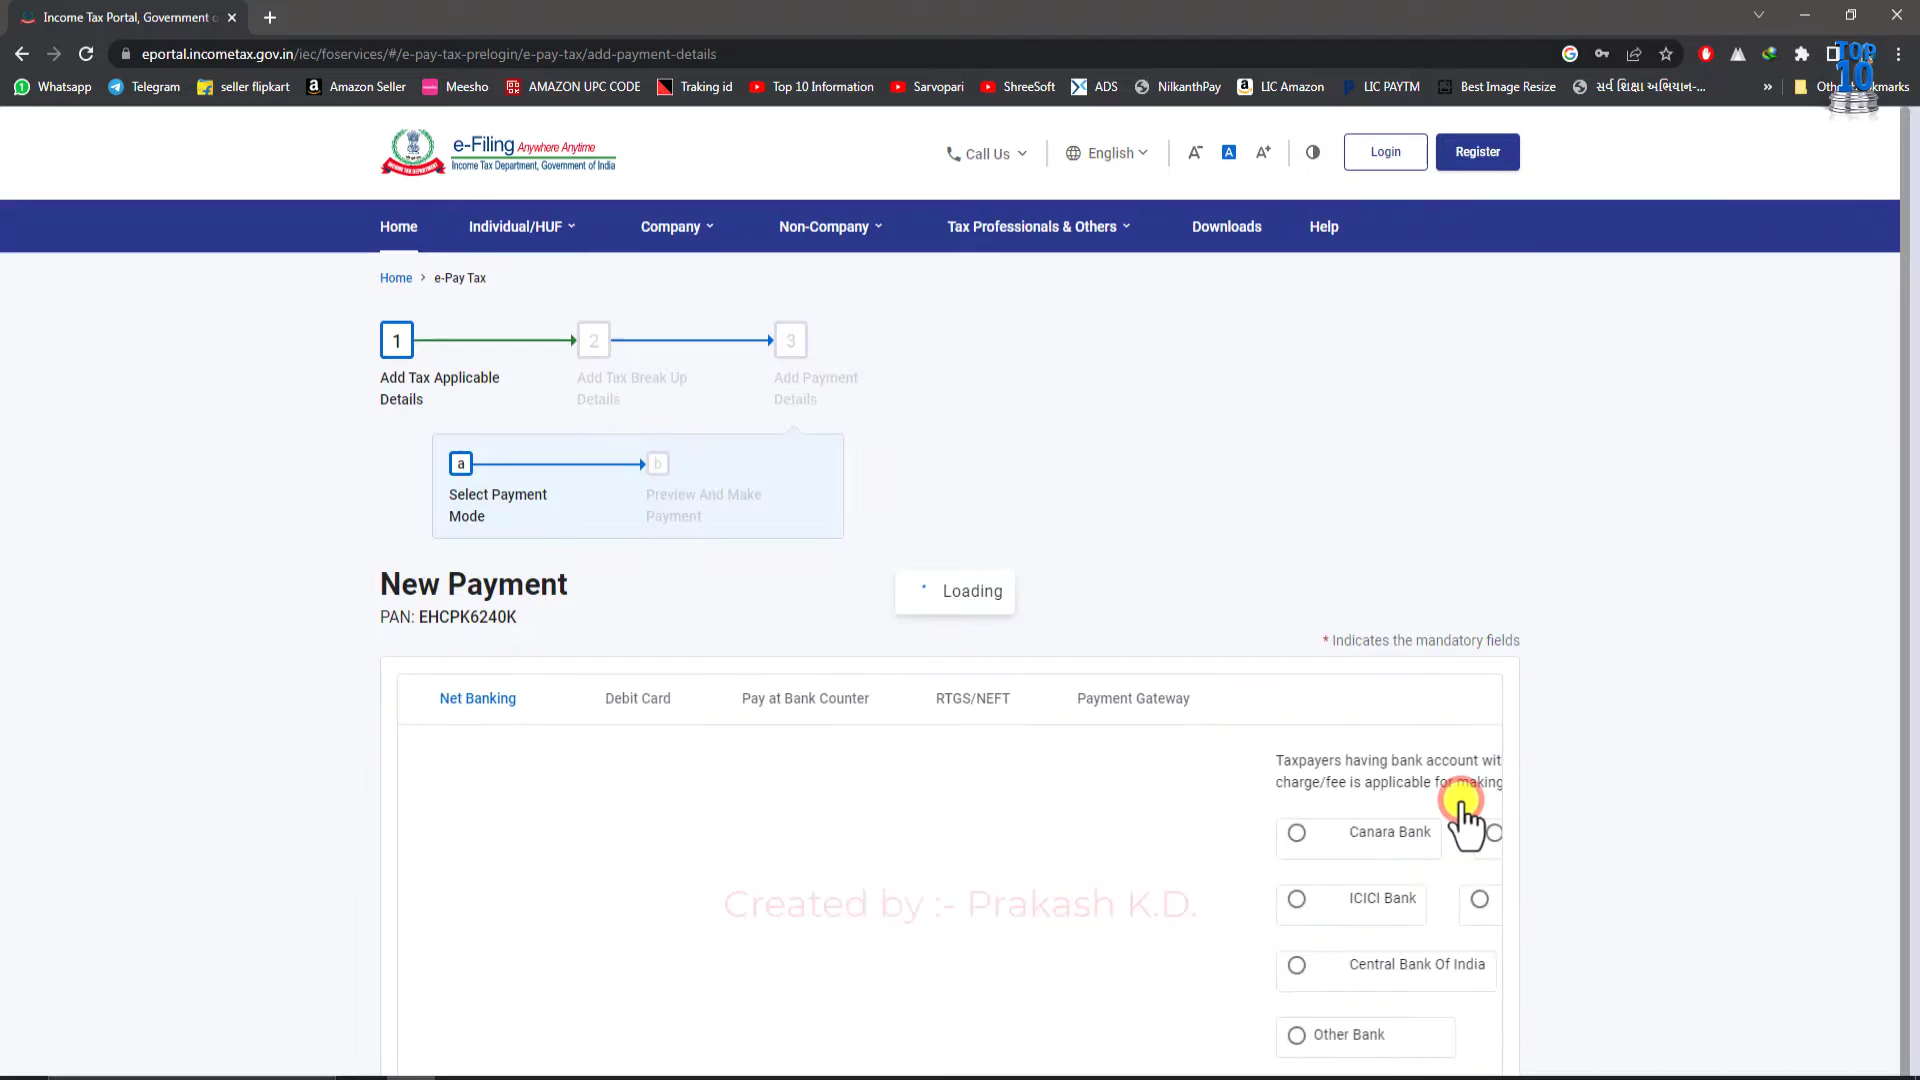 Income Tax Portal, Government o
eportal.incometax.gov.in/iec/foservices/#/e-pay-tax-prelogin/e-pay-tax/add-payment-details
TOP
10
Whatsapp
Telegram
seller flipkart
Amazon Seller
Meesho
AMAZON UPC CODE
Traking id
Top 10 Information
Sarvopari
ShreeSoft
ADS
NilkanthPay
LIC Amazon
LIC PAYTM
Best Image Resize
સર્વ શિક્ષા અભિયાન-...
»
e-Filing Anywhere Anytime
Income Tax Department, Government of India
Call Us
English
A-
A
A+
Login
Register
Home
Individual/HUF
Company
Non-Company
Tax Professionals & Others
Downloads
Help
Home > e-Pay Tax
1
2
3
Add Tax Applicable
Details
Add Tax Break Up
Details
Add Payment
Details
a
b
Select Payment
Mode
Preview And Make
Payment
New Payment
PAN: EHCPK6240K
Loading
* Indicates the mandatory fields
Net Banking
Debit Card
Pay at Bank Counter
RTGS/NEFT
Payment Gateway
Taxpayers having bank account wit
charge/fee is applicable for making
Canara Bank
ICICI Bank
Central Bank Of India
Other Bank
Created by :- Prakash K.D.